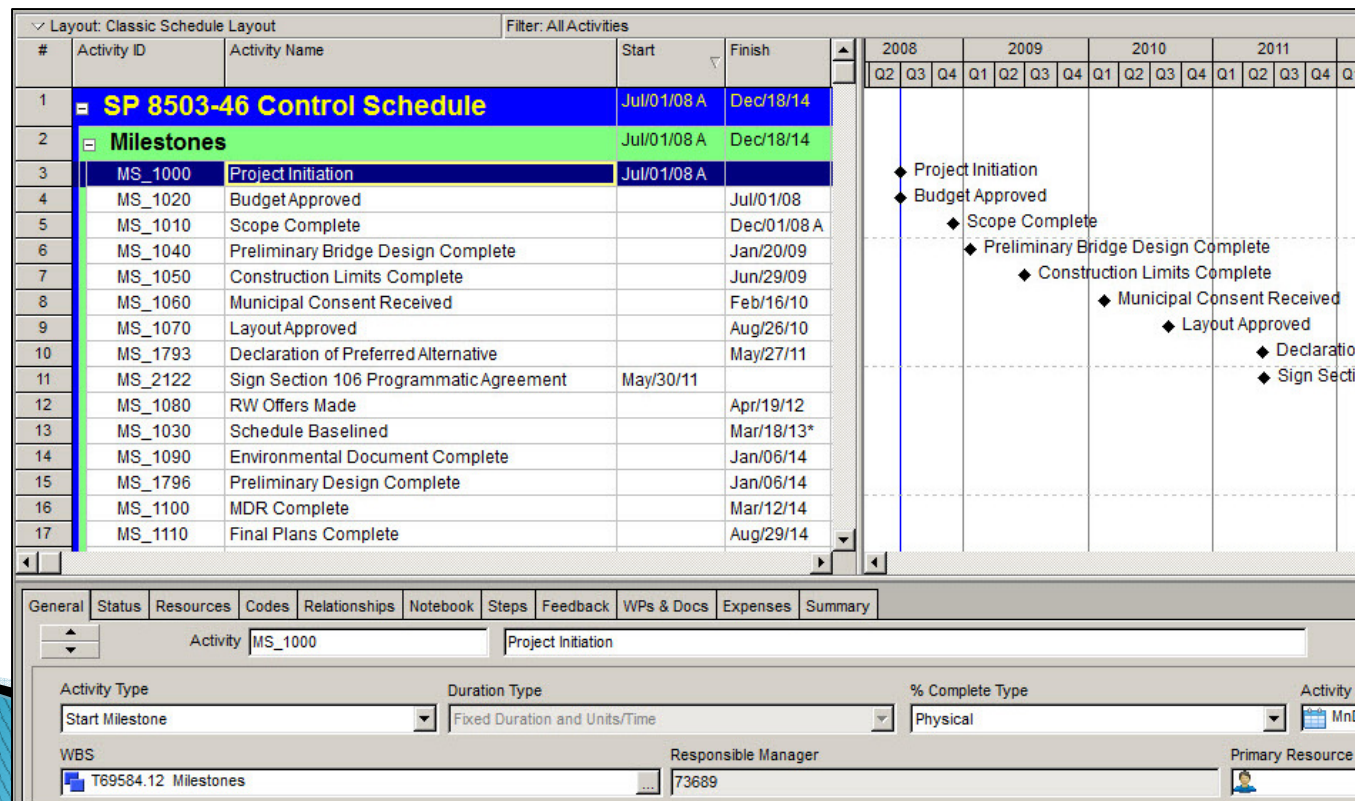 Layout: Classic Schedule Layout Filter: All Activities
# Activity ID Activity Name Start Finish 2008 2009 2010 2011
Q2 Q3 Q4 Q1 Q2 Q3 Q4 Q1 Q2 Q3 Q4 Q1 Q2 Q3 Q4
1 SP 8503-46 Control Schedule Jul/01/08 A Dec/18/14
2 Milestones Jul/01/08 A Dec/18/14
3 MS_1000 Project Initiation Jul/01/08 A Project Initiation
4 MS_1020 Budget Approved Jul/01/08 Budget Approved
5 MS_1010 Scope Complete Dec/01/08 A Scope Complete
6 MS_1040 Preliminary Bridge Design Complete Jan/20/09 Preliminary Bridge Design Complete
7 MS_1050 Construction Limits Complete Jun/29/09 Construction Limits Complete
8 MS_1060 Municipal Consent Received Feb/16/10 Municipal Consent Received
9 MS_1070 Layout Approved Aug/26/10 Layout Approved
10 MS_1793 Declaration of Preferred Alternative May/27/11 Declaratio
11 MS_2122 Sign Section 106 Programmatic Agreement May/30/11 Sign Secti
12 MS_1080 RW Offers Made Apr/19/12
13 MS_1030 Schedule Baselined Mar/18/13*
14 MS_1090 Environmental Document Complete Jan/06/14
15 MS_1796 Preliminary Design Complete Jan/06/14
16 MS_1100 MDR Complete Mar/12/14
17 MS_1110 Final Plans Complete Aug/29/14
General Status Resources Codes Relationships Notebook Steps Feedback WPs & Docs Expenses Summary
Activity MS_1000 Project Initiation
Activity Type Duration Type % Complete Type Activity
Start Milestone Fixed Duration and Units/Time Physical
WBS Responsible Manager Primary Resource
T69584.12 Milestones ... 73689